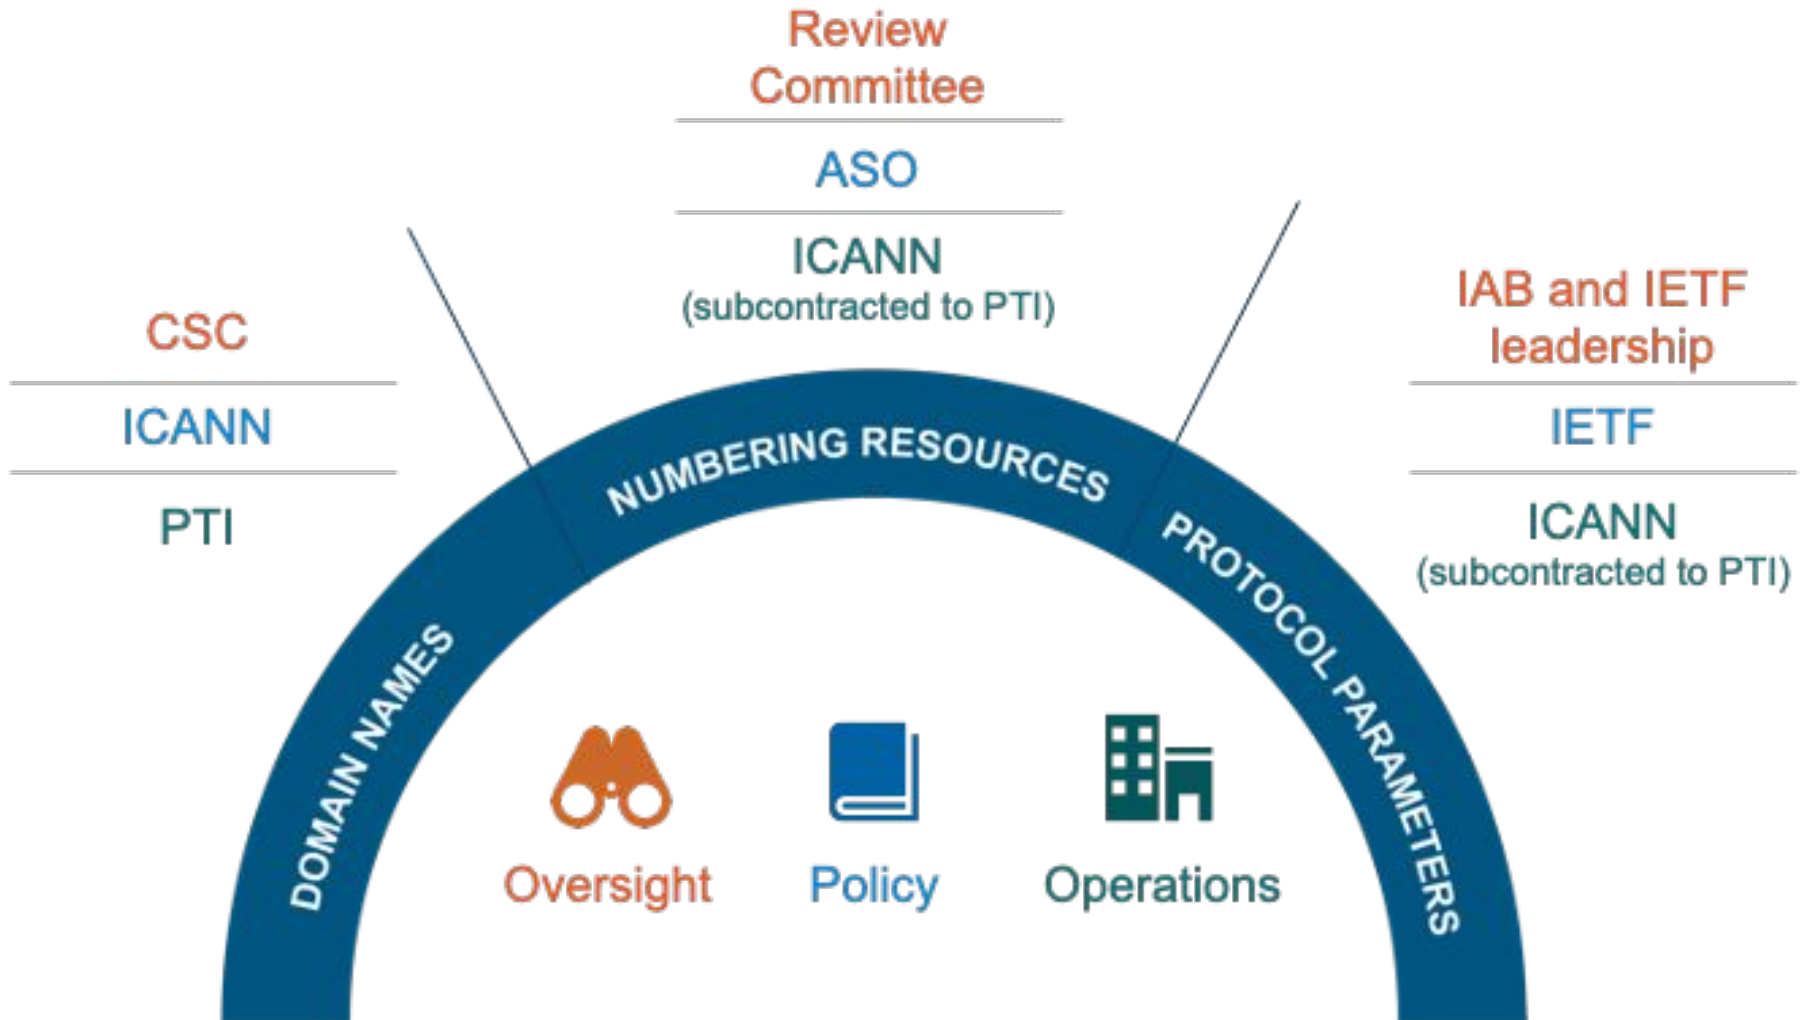 Review
Committee
ASO
ICANN
(subcontracted to PTI)
CSC
ICANN
PTI
IAB and IETF
leadership
IETF
ICANN
(subcontracted to PTI)
DOMAIN NAMES
NUMBERING RESOURCES
PROTOCOL PARAMETERS
Oversight
Policy
Operations